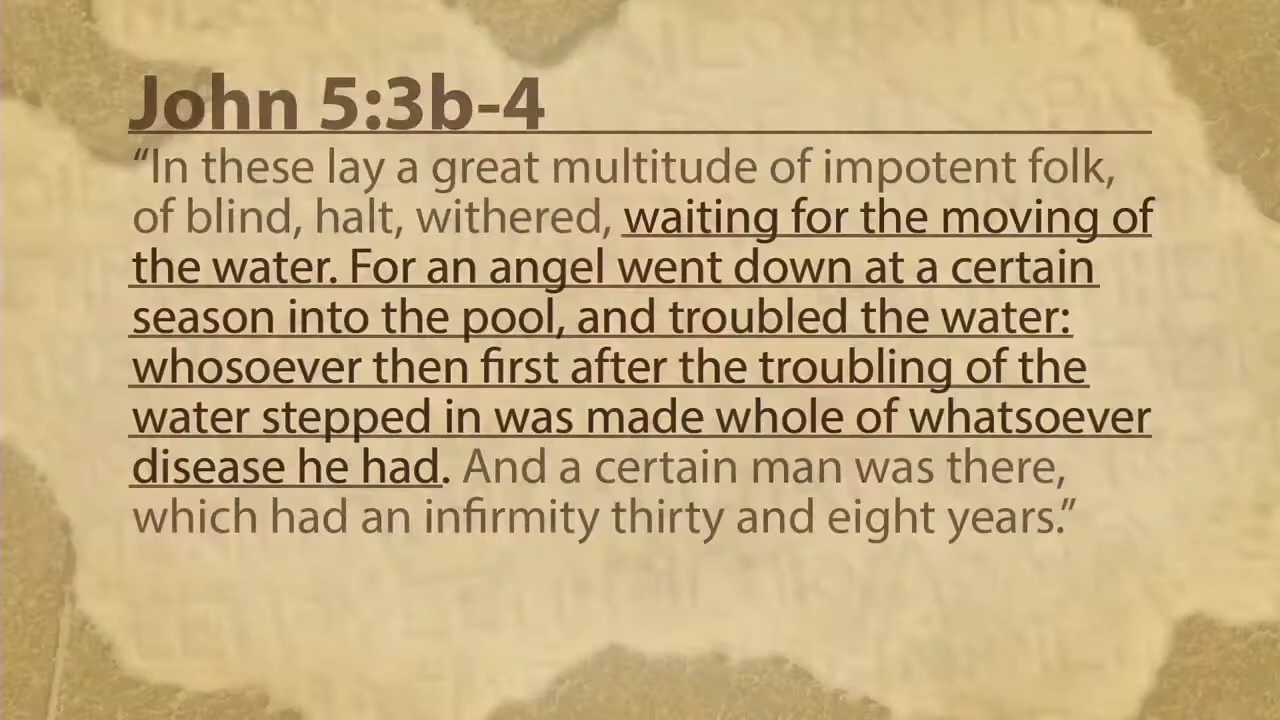 John 5:3b-4
“In these lay a great multitude of impotent folk,
of blind, halt, withered, waiting for the moving of
the water. For an angel went down at a certain
season into the pool, and troubled the water:
whosoever then first after the troubling of the
water stepped in was made whole of whatsoever
disease he had. And a certain man was there,
which had an infirmity thirty and eight years.”